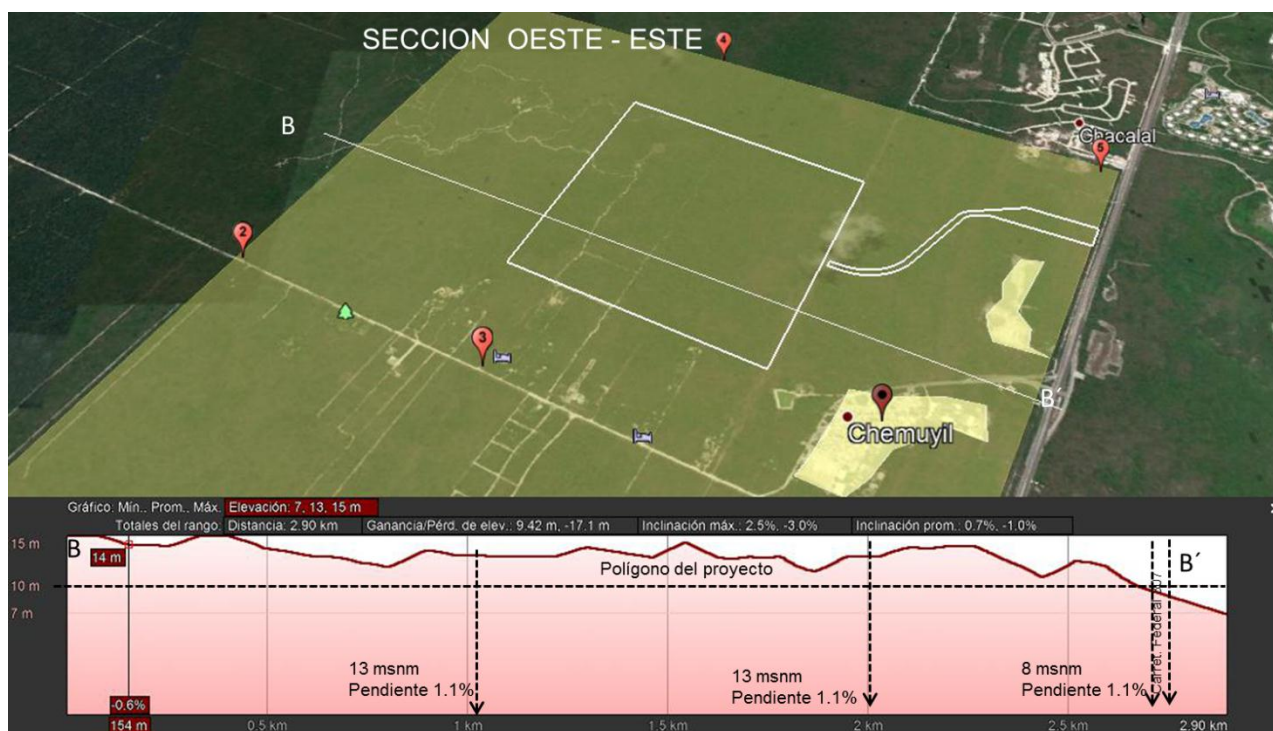 SECCION OESTE - ESTE
4
B
Chacalal
5
2
3
B´
Chemuyil
Gráfico: Mín., Prom., Máx. Elevación: 7, 13, 15 m
Totales del rango: Distancia: 2.90 km Ganancia/Pérd. de elev.: 9.42 m, -17.1 m Inclinación máx.: 2.5%, -3.0% Inclinación prom.: 0.7%, -1.0%
15 m
B
14 m
B´
Polígono del proyecto
10 m
7 m
Carret. Federal 307
13 msnm
Pendiente 1.1%
13 msnm
Pendiente 1.1%
8 msnm
Pendiente 1.1%
-0.6%
154 m 0.5 km 1 km 1.5 km 2 km 2.5 km 2.90 km